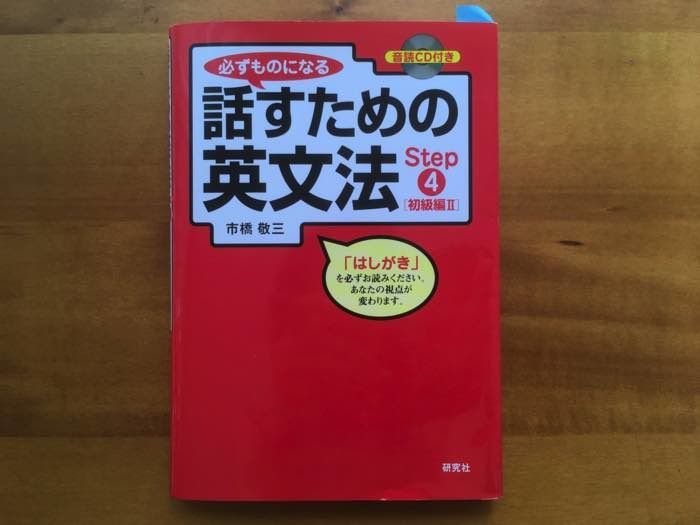 必ずものになる
音読CD付き
話すための
英文法
Step
4
[初級編Ⅱ]
市橋 敬三
「はしがき」
を必ずお読みください。
あなたの視点が
変わります。
研究社